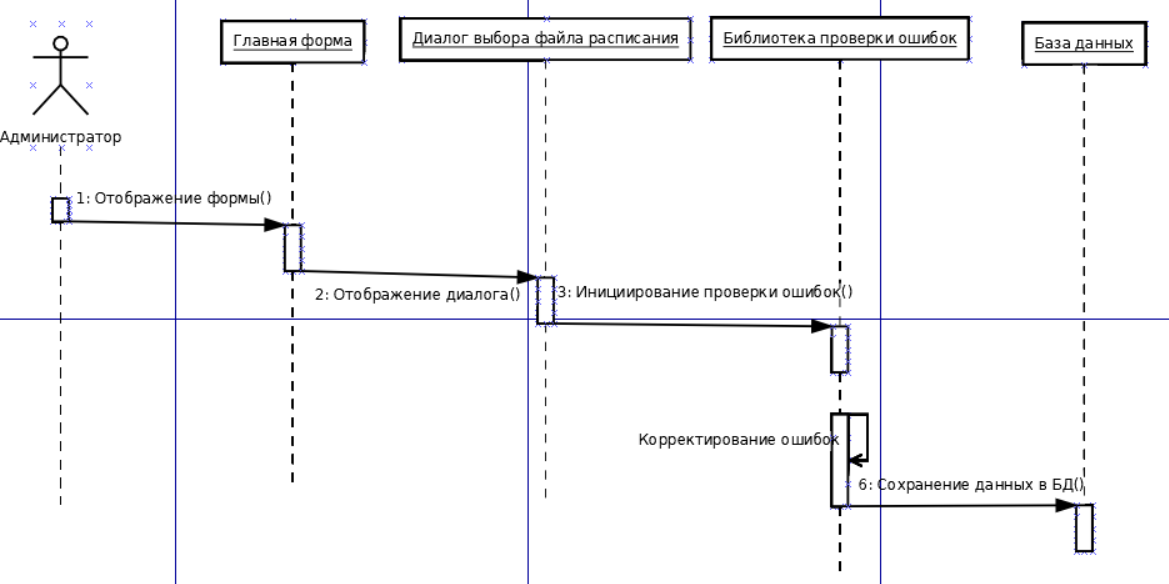 Главная форма
Диалог выбора файла расписания
Библиотека проверки ошибок
База данных
Администратор
1: Отображение формы()
2: Отображение диалога()
3: Инициирование проверки ошибок()
Корректирование ошибок
6: Сохранение данных в БД()